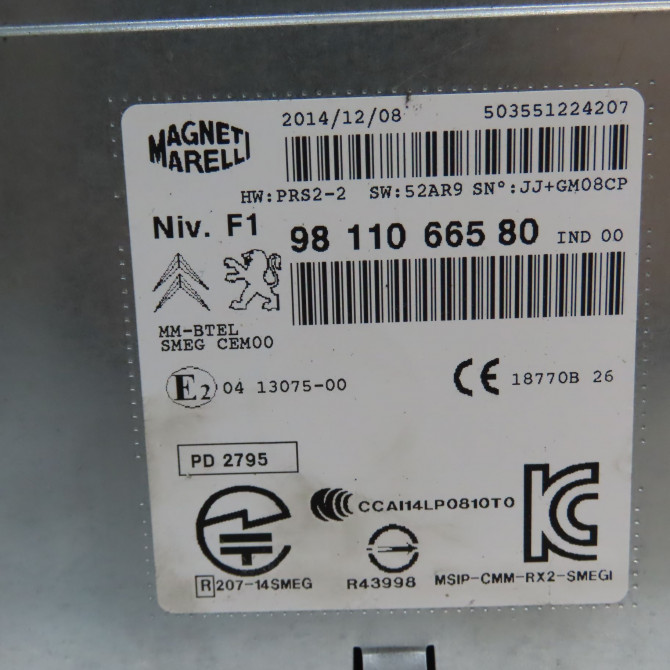 MAGNETI MARELLI
2014/12/08 503551224207
HW:PRS2-2 SW:52AR9 SN°:JJ+GM08CP
Niv. F1 98 110 665 80 IND 00
MM-BTEL
SMEG CEM00
E2 04 13075-00 CE 18770B 26
PD 2795
CCAI14LP0810T0
R 207-14SMEG R43998 MSIP-CMM-RX2-SMEGI